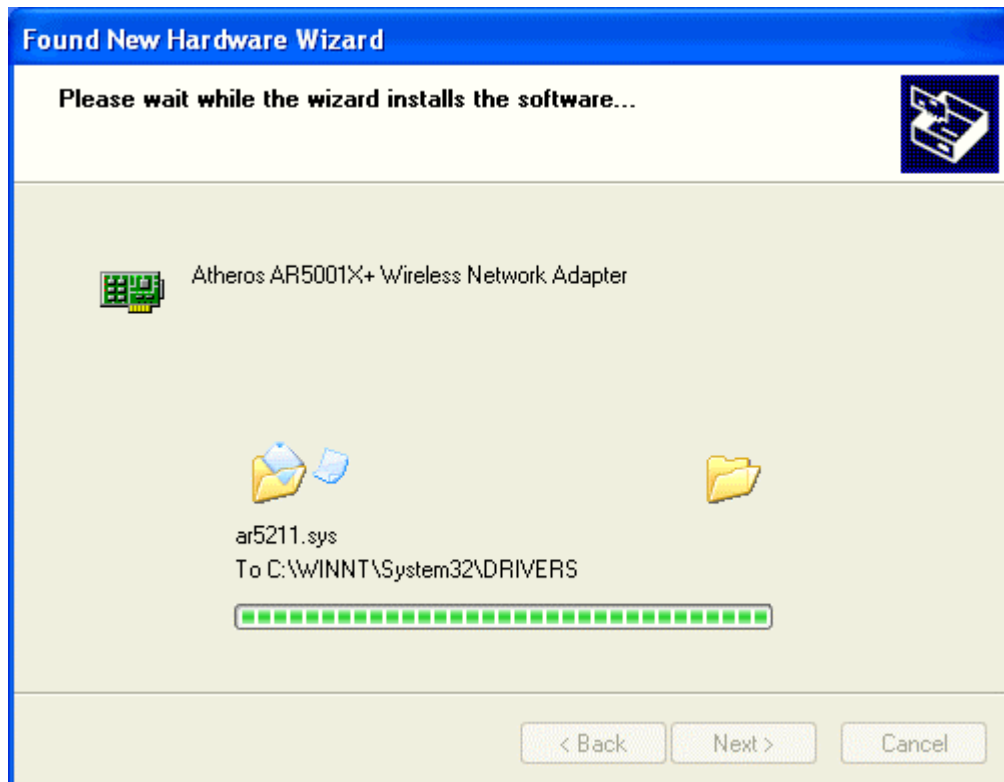 Found New Hardware Wizard
Please wait while the wizard installs the software...
Atheros AR5001X+ Wireless Network Adapter
ar5211.sys
To C:\WINNT\System32\DRIVERS
< Back Next > Cancel